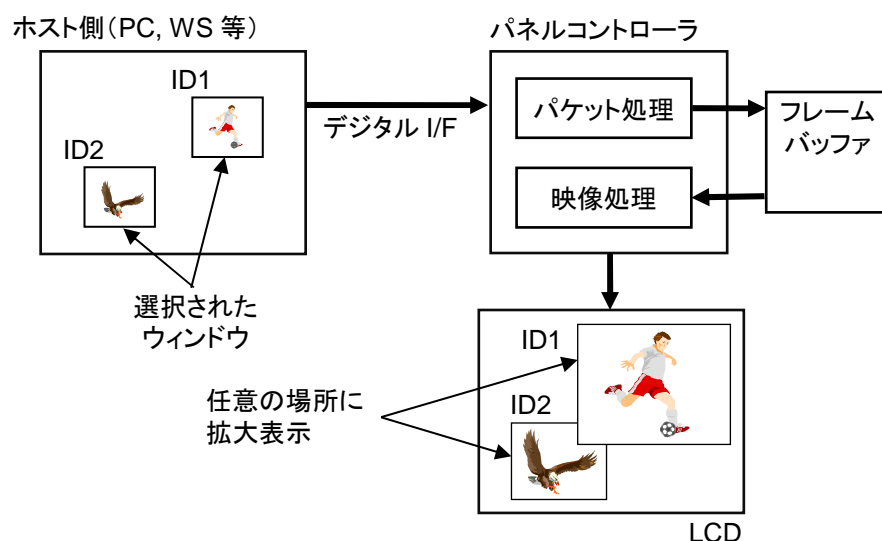 ホスト側(PC, WS 等)
パネルコントローラ
ID1
ID2
デジタル I/F
パケット処理
フレーム
バッファ
映像処理
選択された
ウィンドウ
ID1
ID2
任意の場所に
拡大表示
LCD